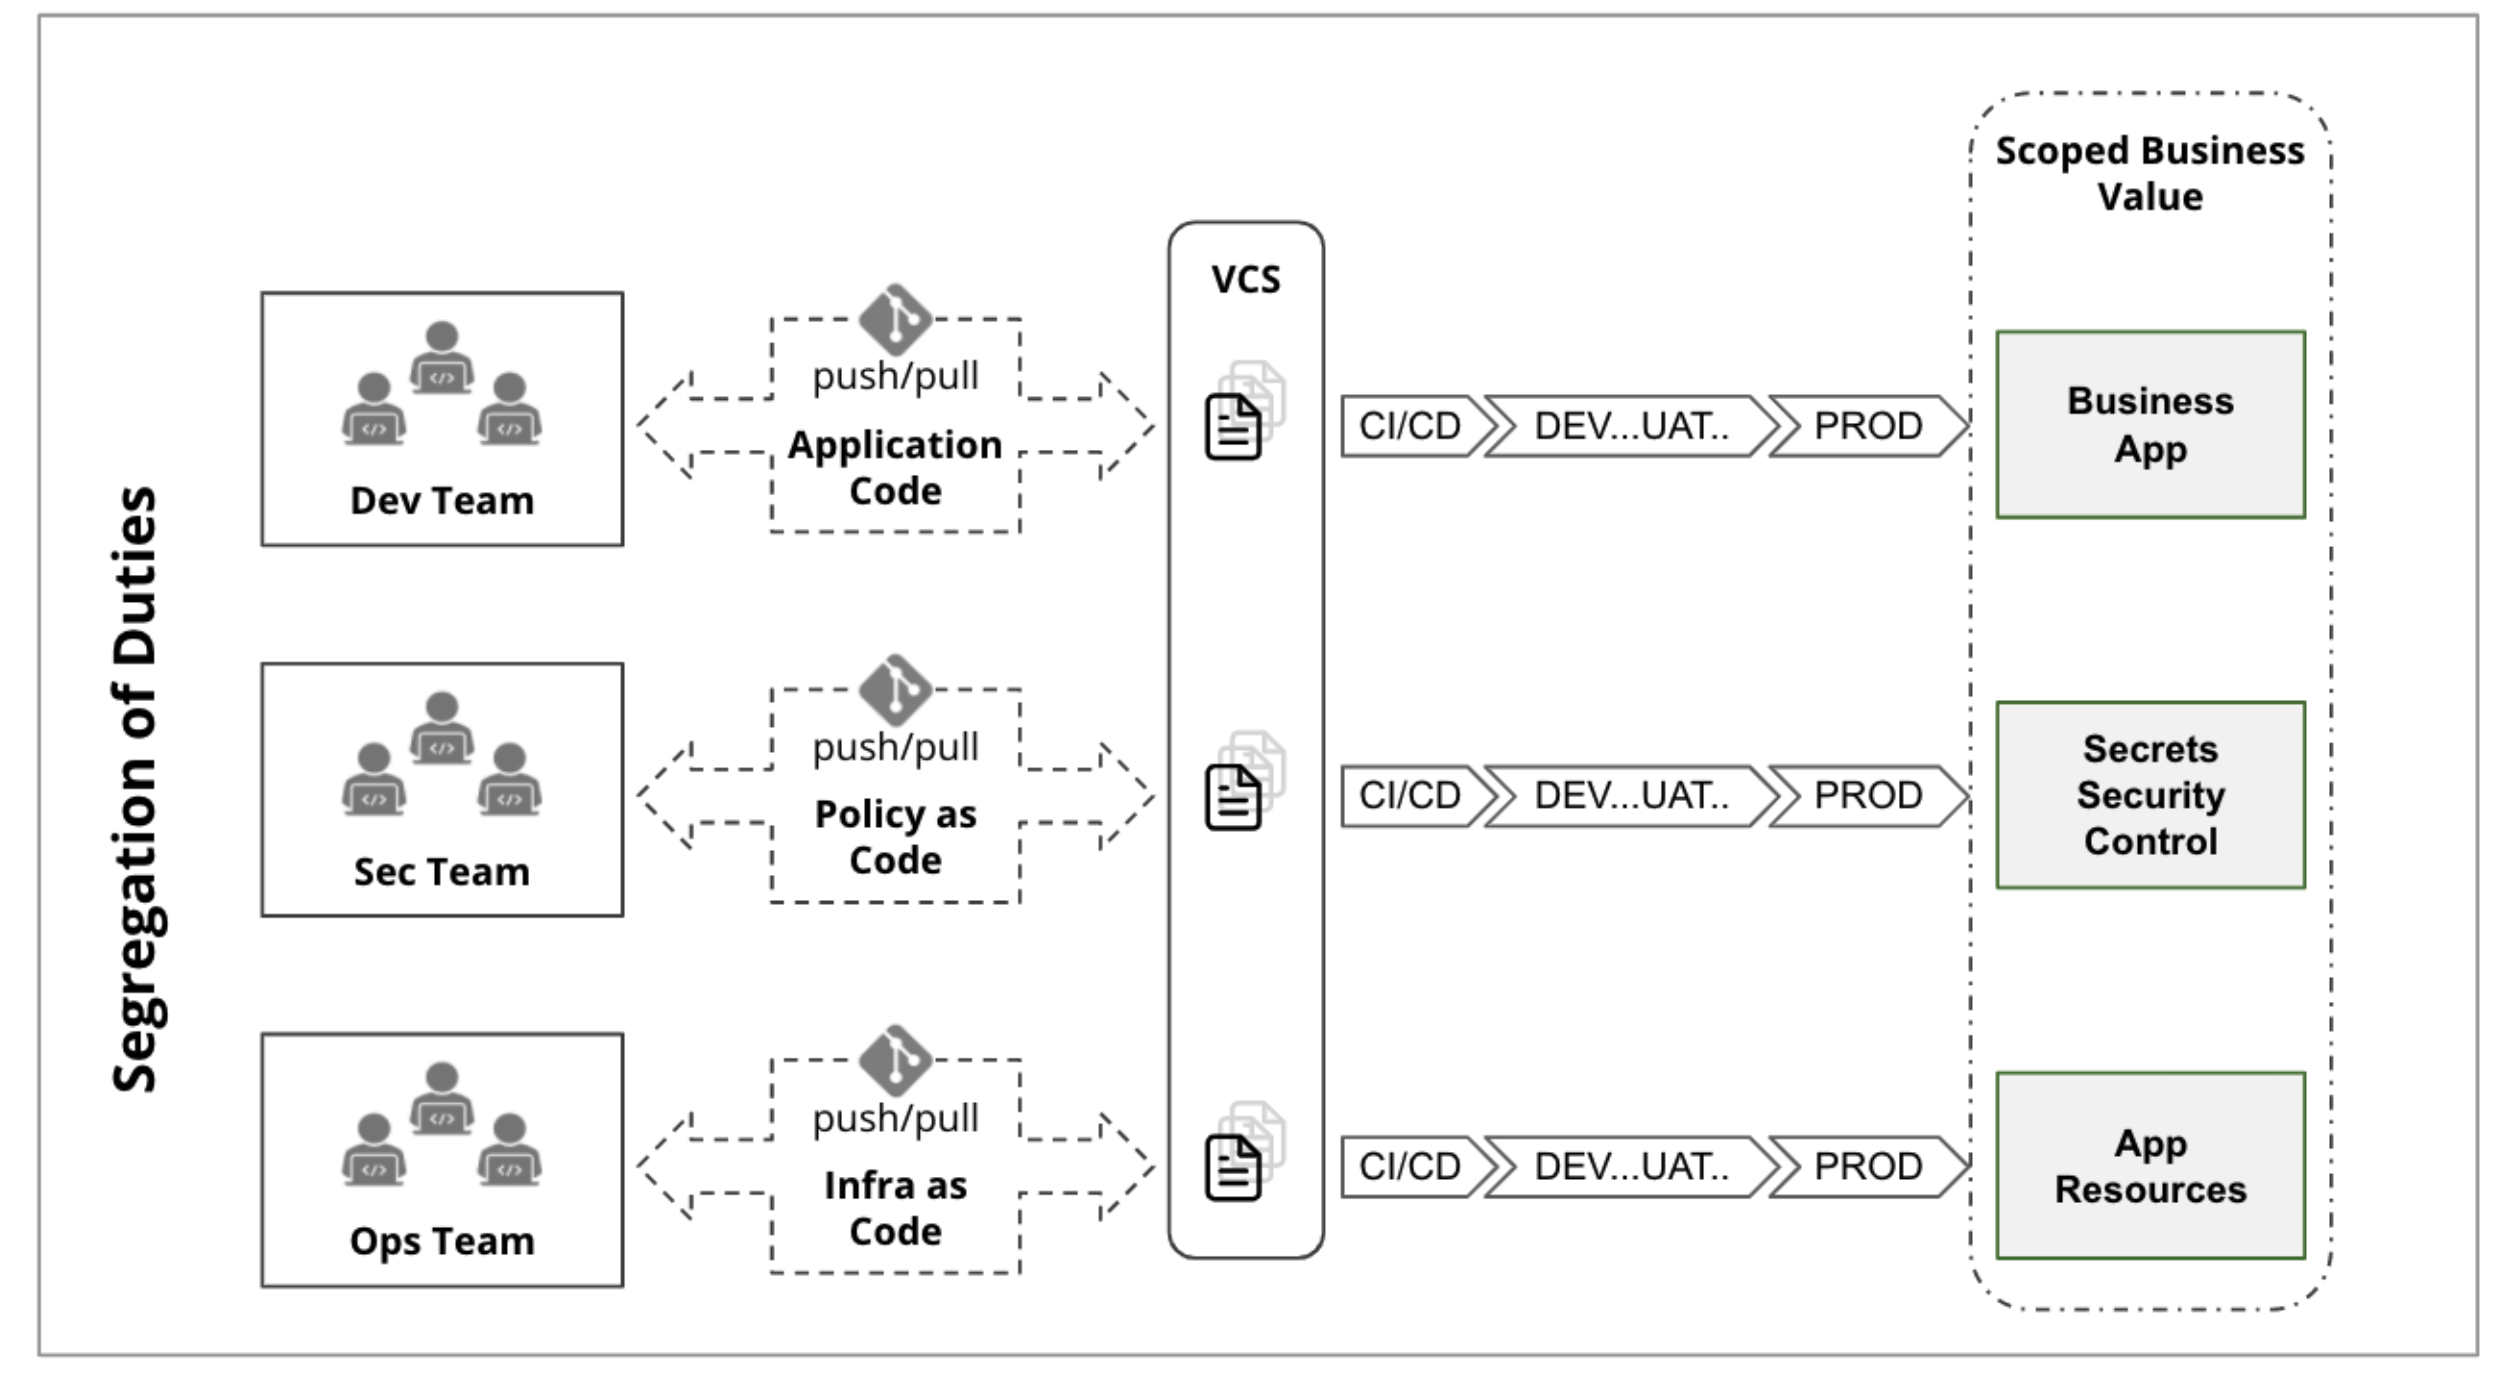 Segregation of Duties
Scoped Business
Value
VCS
Dev Team
push/pull
Application
Code
CI/CD
DEV...UAT..
PROD
Business
App
Sec Team
push/pull
Policy as
Code
CI/CD
DEV...UAT..
PROD
Secrets
Security
Control
Ops Team
push/pull
Infra as
Code
CI/CD
DEV...UAT..
PROD
App
Resources